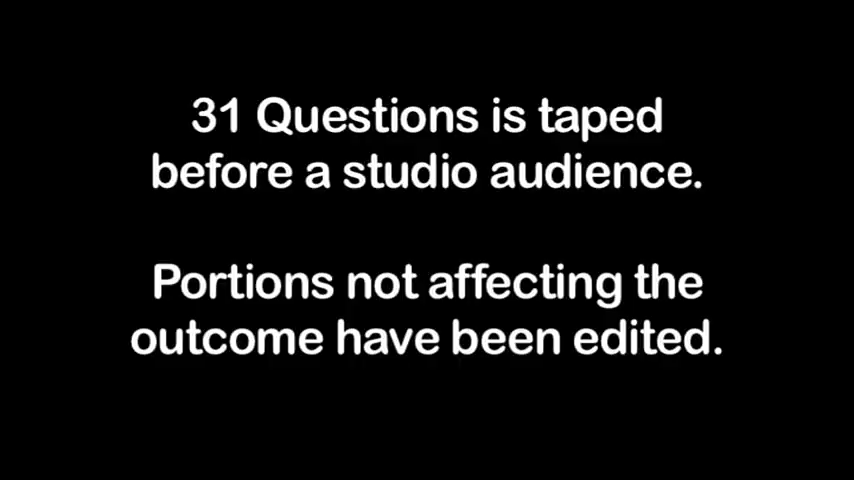 31 Questions is taped
before a studio audience.
Portions not affecting the
outcome have been edited.